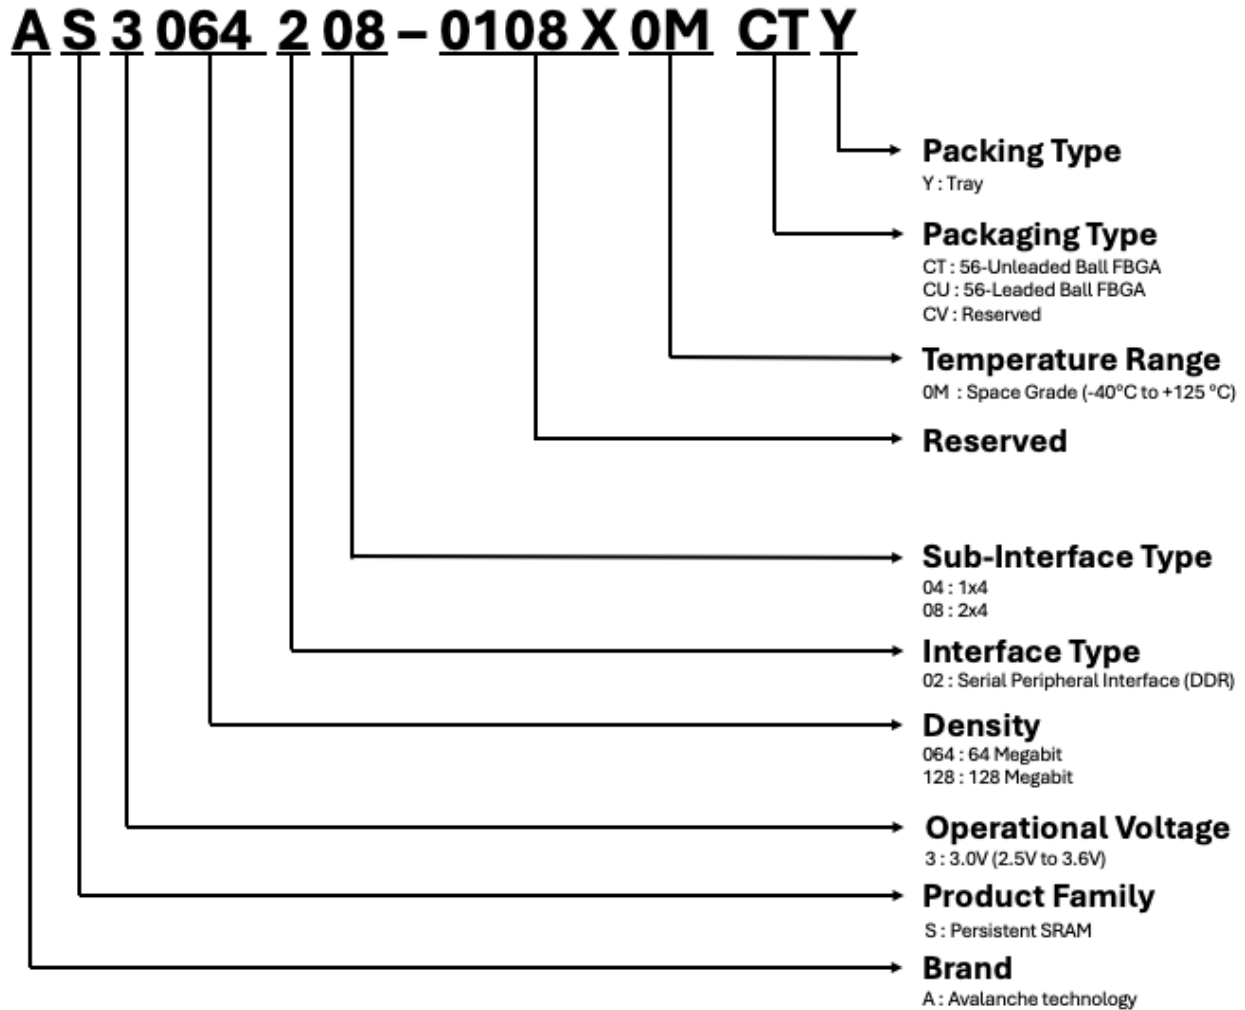 A S 3 064 2 08 – 0108 X 0M CT Y
Packing Type
Y : Tray
Packaging Type
CT : 56-Unleaded Ball FBGA
CU : 56-Leaded Ball FBGA
CV : Reserved
Temperature Range
0M : Space Grade (-40°C to +125 °C)
Reserved
Sub-Interface Type
04 : 1x4
08 : 2x4
Interface Type
02 : Serial Peripheral Interface (DDR)
Density
064 : 64 Megabit
128 : 128 Megabit
Operational Voltage
3 : 3.0V (2.5V to 3.6V)
Product Family
S : Persistent SRAM
Brand
A : Avalanche technology